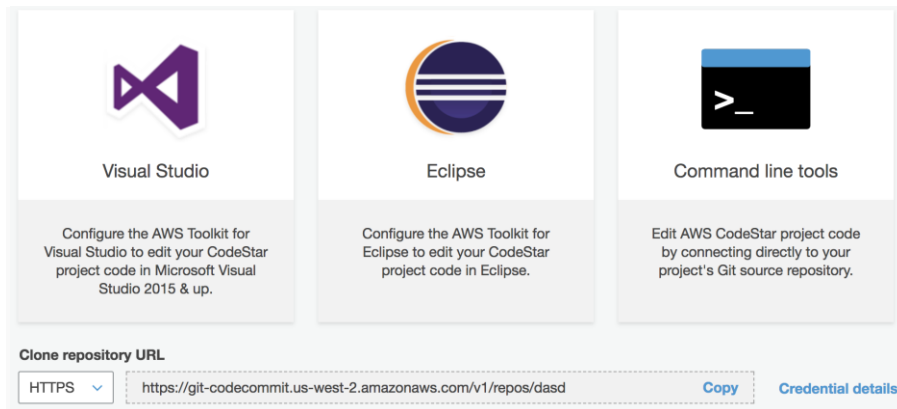 >_
Visual Studio
Eclipse
Command line tools
Configure the AWS Toolkit for
Visual Studio to edit your CodeStar
project code in Microsoft Visual
Studio 2015 & up.
Configure the AWS Toolkit for
Eclipse to edit your CodeStar
project code in Eclipse.
Edit AWS CodeStar project code
by connecting directly to your
project's Git source repository.
Clone repository URL
HTTPS
https://git-codecommit.us-west-2.amazonaws.com/v1/repos/dasd
Copy
Credential details